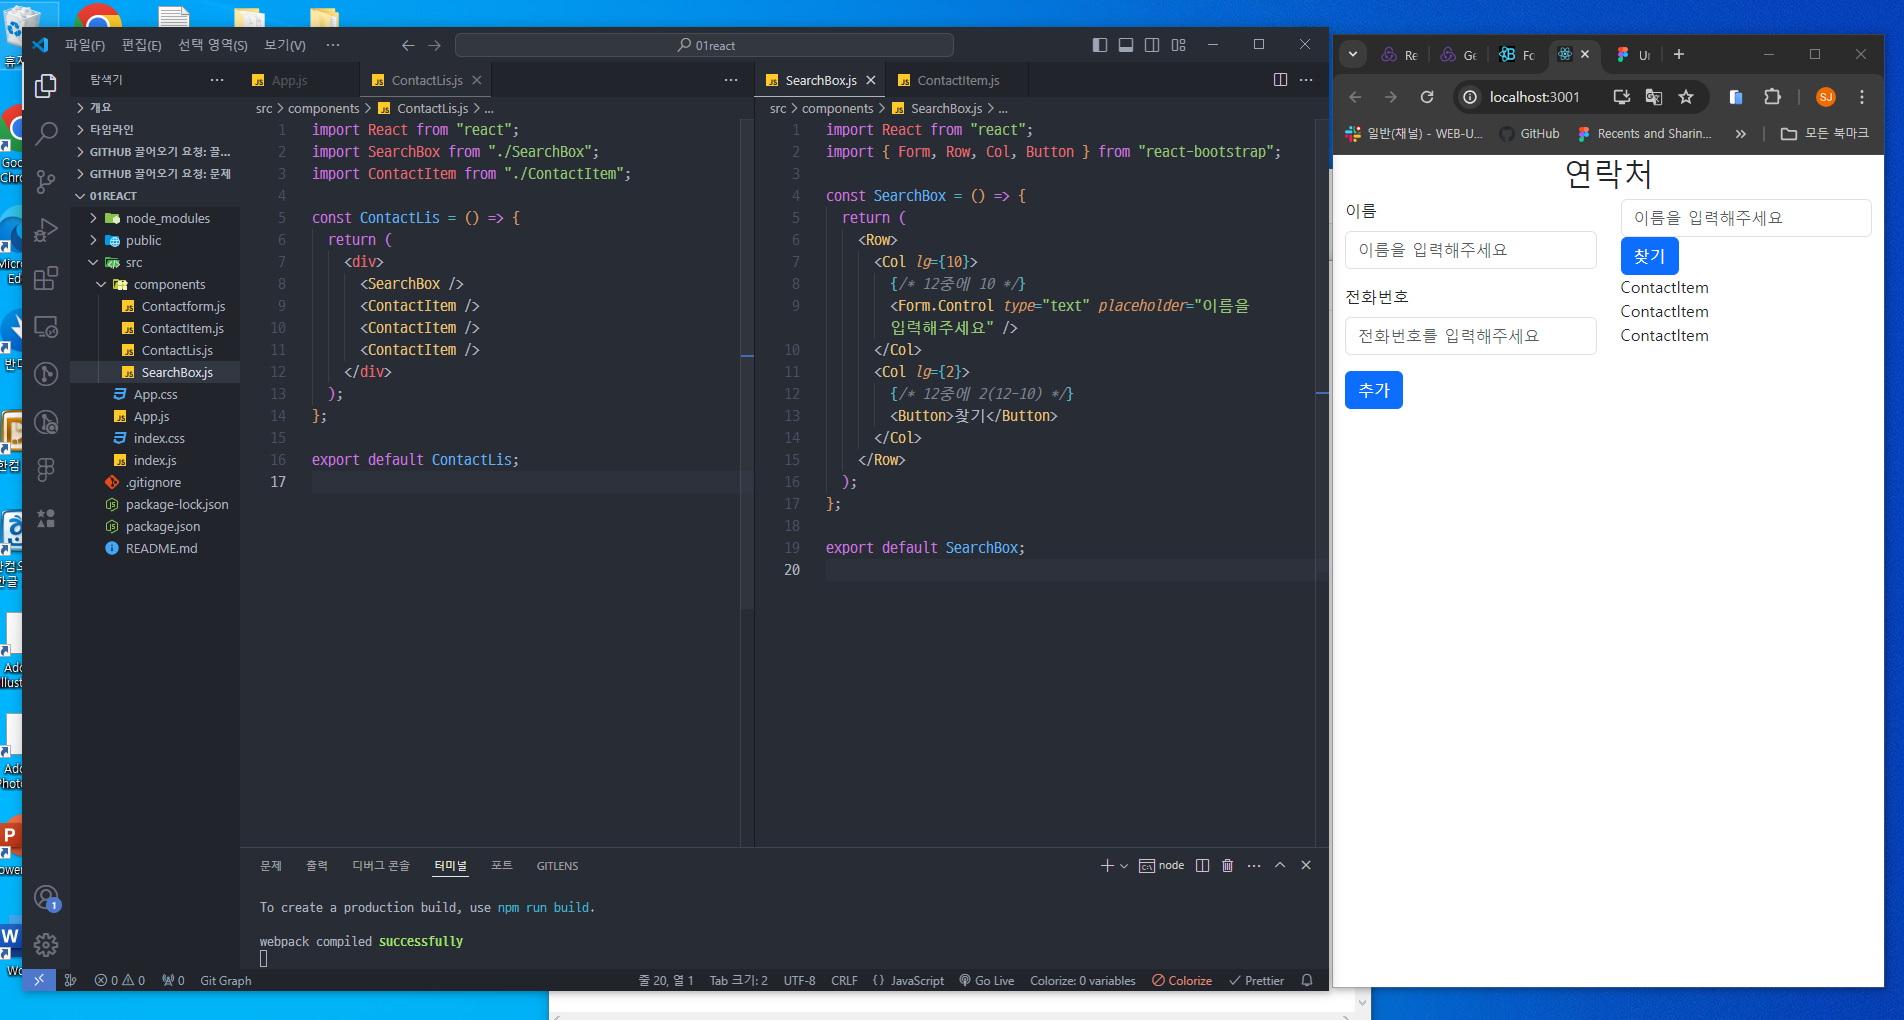 파일(F) 편집(E) 선택 영역(S) 보기(V) ··· 01react
탐색기 ···
개요
타임라인
GITHUB 끌어오기 요청: 끌...
GITHUB 끌어오기 요청: 문제
01REACT
node_modules
public
src
components
Contactform.js
ContactItem.js
ContactLis.js
SearchBox.js
App.css
App.js
index.css
index.js
.gitignore
package-lock.json
package.json
README.md
App.js ContactLis.js
src > components > ContactLis.js > ...
1 import React from "react";
2 import SearchBox from "./SearchBox";
3 import ContactItem from "./ContactItem";
4
5 const ContactLis = () => {
6 return (
7 <div>
8 <SearchBox />
9 <ContactItem />
10 <ContactItem />
11 <ContactItem />
12 </div>
13 );
14 };
15
16 export default ContactLis;
17
SearchBox.js ContactItem.js
src > components > SearchBox.js > ...
1 import React from "react";
2 import { Form, Row, Col, Button } from "react-bootstrap";
3
4 const SearchBox = () => {
5 return (
6 <Row>
7 <Col lg={10}>
8 {/* 12중에 10 */}
9 <Form.Control type="text" placeholder="이름을
입력해주세요" />
10 </Col>
11 <Col lg={2}>
12 {/* 12중에 2(12-10) */}
13 <Button>찾기</Button>
14 </Col>
15 </Row>
16 );
17 };
18
19 export default SearchBox;
20
문제 출력 디버그 콘솔 터미널 포트 GITLENS node
To create a production build, use npm run build.
webpack compiled successfully
1
0 0 0 Git Graph 줄 20, 열 1 Tab 크기: 2 UTF-8 CRLF {} JavaScript Go Live Colorize: 0 variables Colorize Prettier
Re Ge Fc
localhost:3001 SJ
일반(채널) - WEB-U... GitHub Recents and Sharin... » 모든 북마크
연락처
이름
이름을 입력해주세요
전화번호
전화번호를 입력해주세요
추가
이름을 입력해주세요
찾기
ContactItem
ContactItem
ContactItem